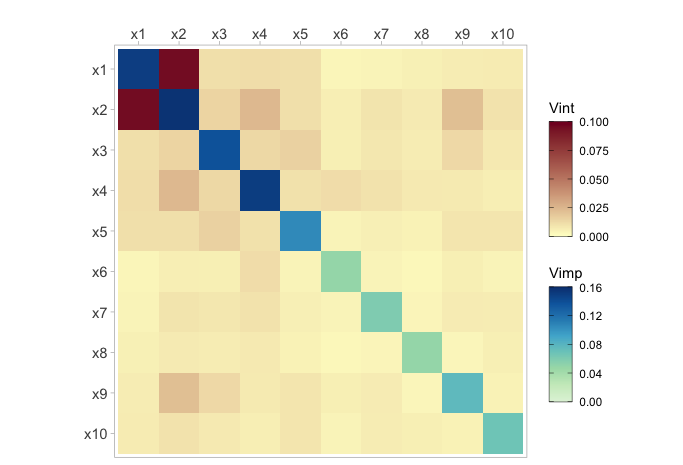 x1 x2 x3 x4 x5 x6 x7 x8 x9 x10
x1
x2
x3
x4
x5
x6
x7
x8
x9
x10
Vint
0.100
0.075
0.050
0.025
0.000
Vimp
0.16
0.12
0.08
0.04
0.00